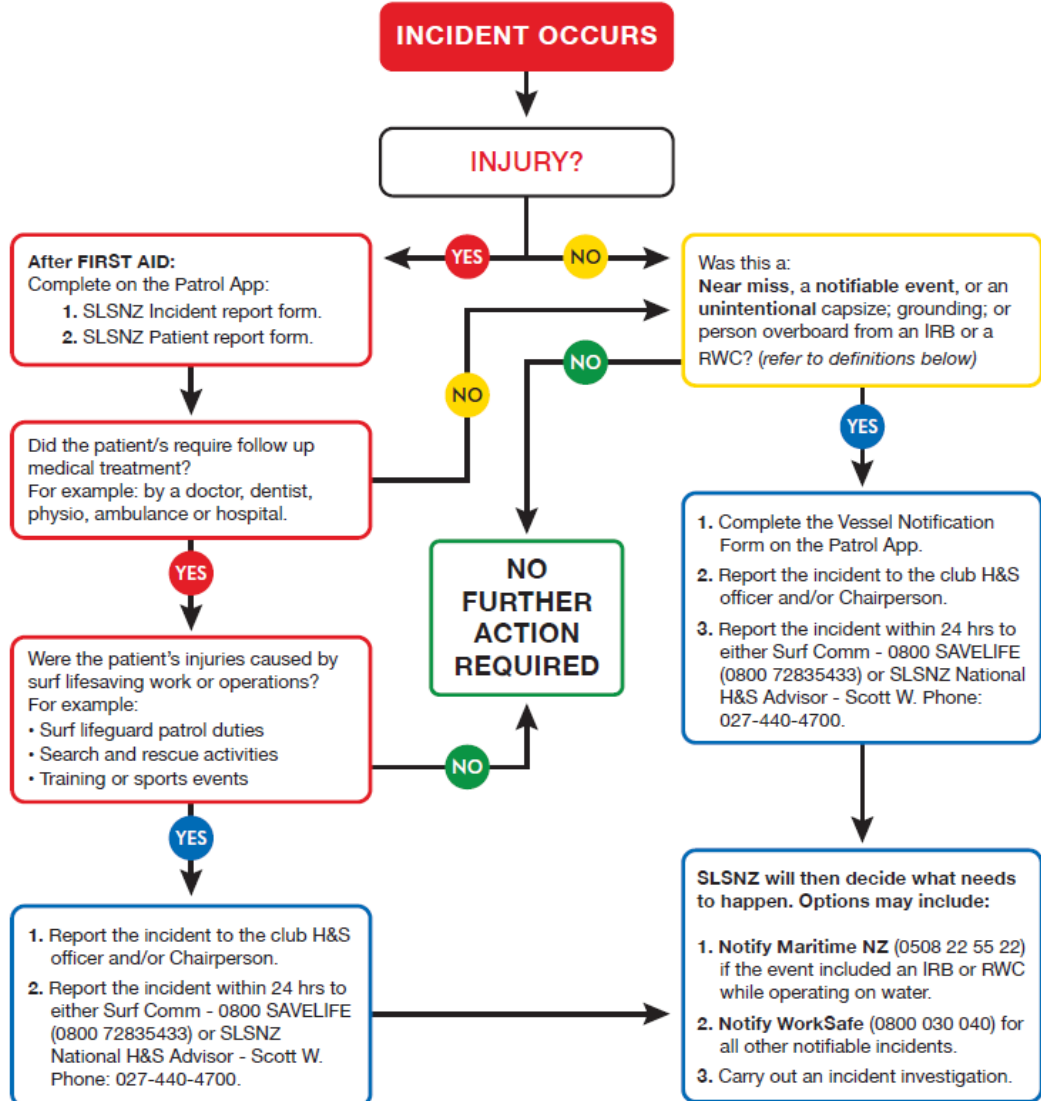 INCIDENT OCCURS
INJURY?
YES
NO
After FIRST AID:
Complete on the Patrol App:
1. SLSNZ Incident report form.
2. SLSNZ Patient report form.
Was this a:
Near miss, a notifiable event, or an
unintentional capsize; grounding; or
person overboard from an IRB or a
RWC? (refer to definitions below)
NO
NO
YES
Did the patient/s require follow up
medical treatment?
For example: by a doctor, dentist,
physio, ambulance or hospital.
YES
NO
FURTHER
ACTION
REQUIRED
1. Complete the Vessel Notification
Form on the Patrol App.
2. Report the incident to the club H&S
officer and/or Chairperson.
3. Report the incident within 24 hrs to
either Surf Comm - 0800 SAVELIFE
(0800 72835433) or SLSNZ National
H&S Advisor - Scott W. Phone:
027-440-4700.
Were the patient's injuries caused by
surf lifesaving work or operations?
For example:
• Surf lifeguard patrol duties
• Search and rescue activities
• Training or sports events
NO
YES
1. Report the incident to the club H&S
officer and/or Chairperson.
2. Report the incident within 24 hrs to
either Surf Comm - 0800 SAVELIFE
(0800 72835433) or SLSNZ
National H&S Advisor - Scott W.
Phone: 027-440-4700.
SLSNZ will then decide what needs
to happen. Options may include:
1. Notify Maritime NZ (0508 22 55 22)
if the event included an IRB or RWC
while operating on water.
2. Notify WorkSafe (0800 030 040) for
all other notifiable incidents.
3. Carry out an incident investigation.